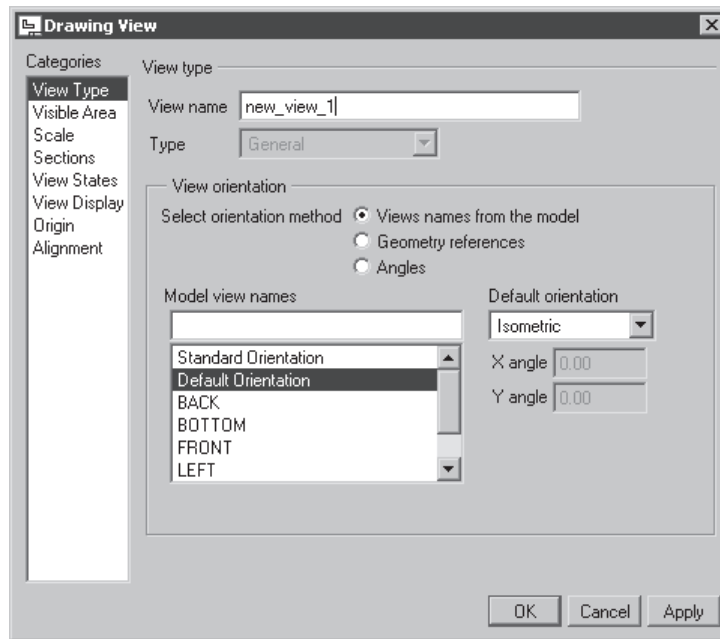 Drawing View
Categories
View Type
Visible Area
Scale
Sections
View States
View Display
Origin
Alignment
View type
View name new_view_1
Type General
View orientation
Select orientation method Views names from the model
Geometry references
Angles
Model view names
Standard Orientation
Default Orientation
BACK
BOTTOM
FRONT
LEFT
Default orientation
Isometric
X angle 0.00
Y angle 0.00
OK Cancel Apply